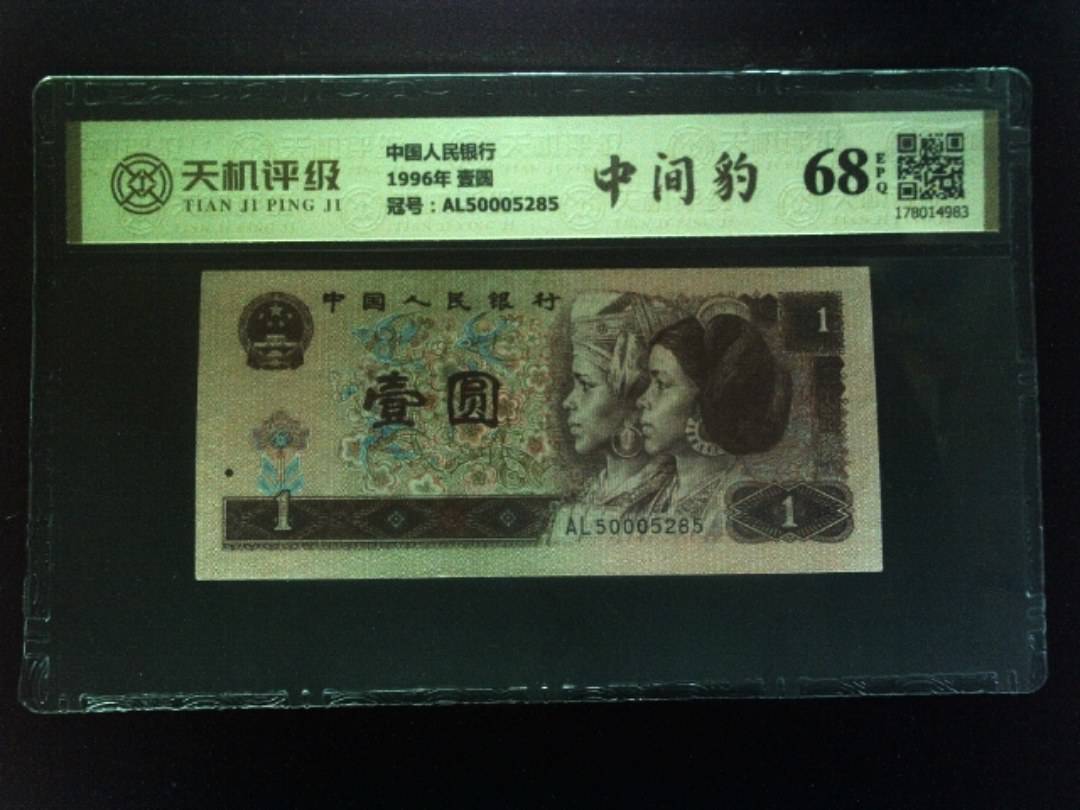 天机评级
TIAN JI PING JI
中国人民银行
1996年 壹圆
冠号：AL50005285
中间豹
68
EPQ
178014983
中国人民银行
1
壹圆
1
AL50005285
1